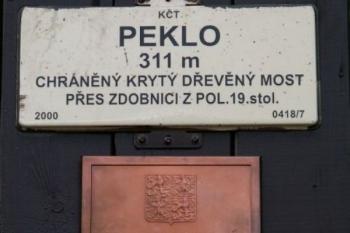 KČT
PEKLO
311 m
CHRÁNĚNÝ KRYTÝ DŘEVĚNÝ MOST
PŘES ZDOBNICI Z POL.19.stol.
2000 0418/7